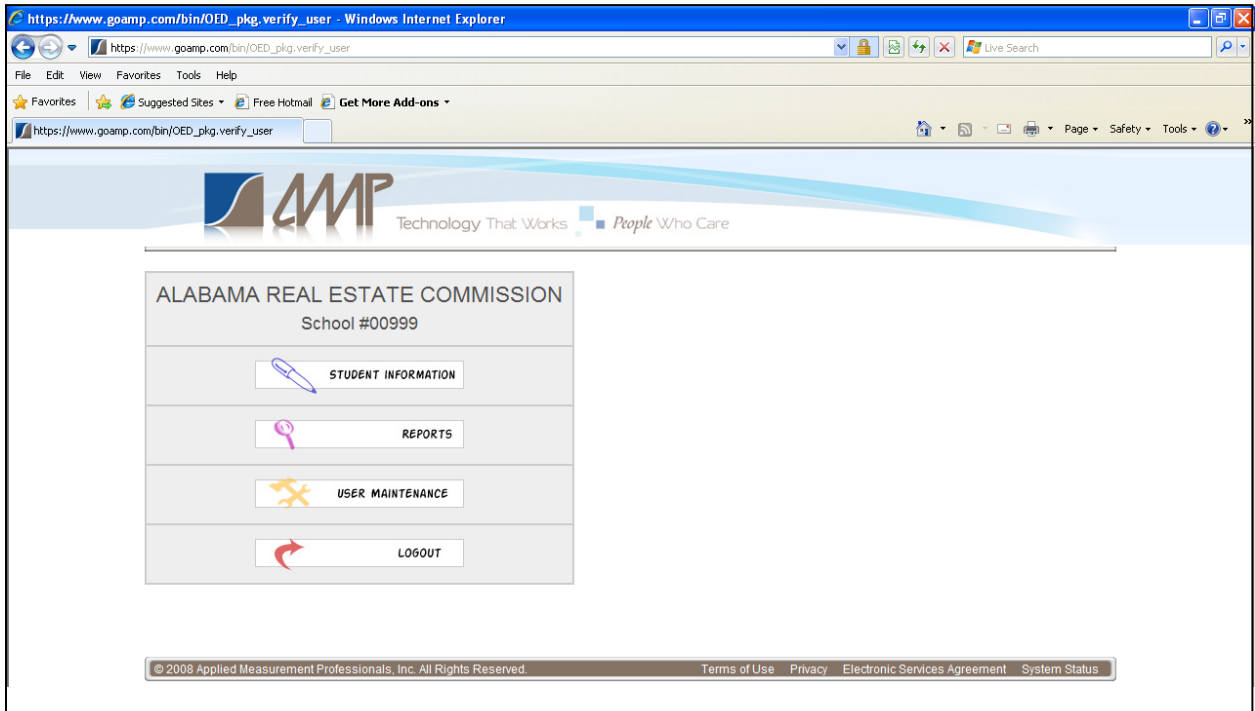 https://www.goamp.com/bin/OED_pkg.verify_user - Windows Internet Explorer
https://www.goamp.com/bin/OED_pkg.verify_user
Live Search
File Edit View Favorites Tools Help
Favorites Suggested Sites Free Hotmail Get More Add-ons
https://www.goamp.com/bin/OED_pkg.verify_user
Page Safety Tools »
AMP Technology That Works People Who Care
ALABAMA REAL ESTATE COMMISSION
School #00999
STUDENT INFORMATION
REPORTS
USER MAINTENANCE
LOGOUT
© 2008 Applied Measurement Professionals, Inc. All Rights Reserved. Terms of Use Privacy Electronic Services Agreement System Status